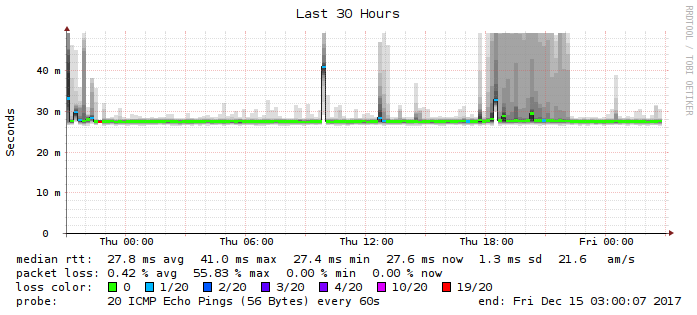 Last 30 Hours
RRDTOOL / TOBI OETIKER
Seconds
40 m
30 m
20 m
10 m
0
Thu 00:00 Thu 06:00 Thu 12:00 Thu 18:00 Fri 00:00
median rtt: 27.8 ms avg 41.0 ms max 27.4 ms min 27.6 ms now 1.3 ms sd 21.6 am/s
packet loss: 0.42 % avg 55.83 % max 0.00 % min 0.00 % now
loss color: 0 1/20 2/20 3/20 4/20 10/20 19/20
probe: 20 ICMP Echo Pings (56 Bytes) every 60s end: Fri Dec 15 03:00:07 2017